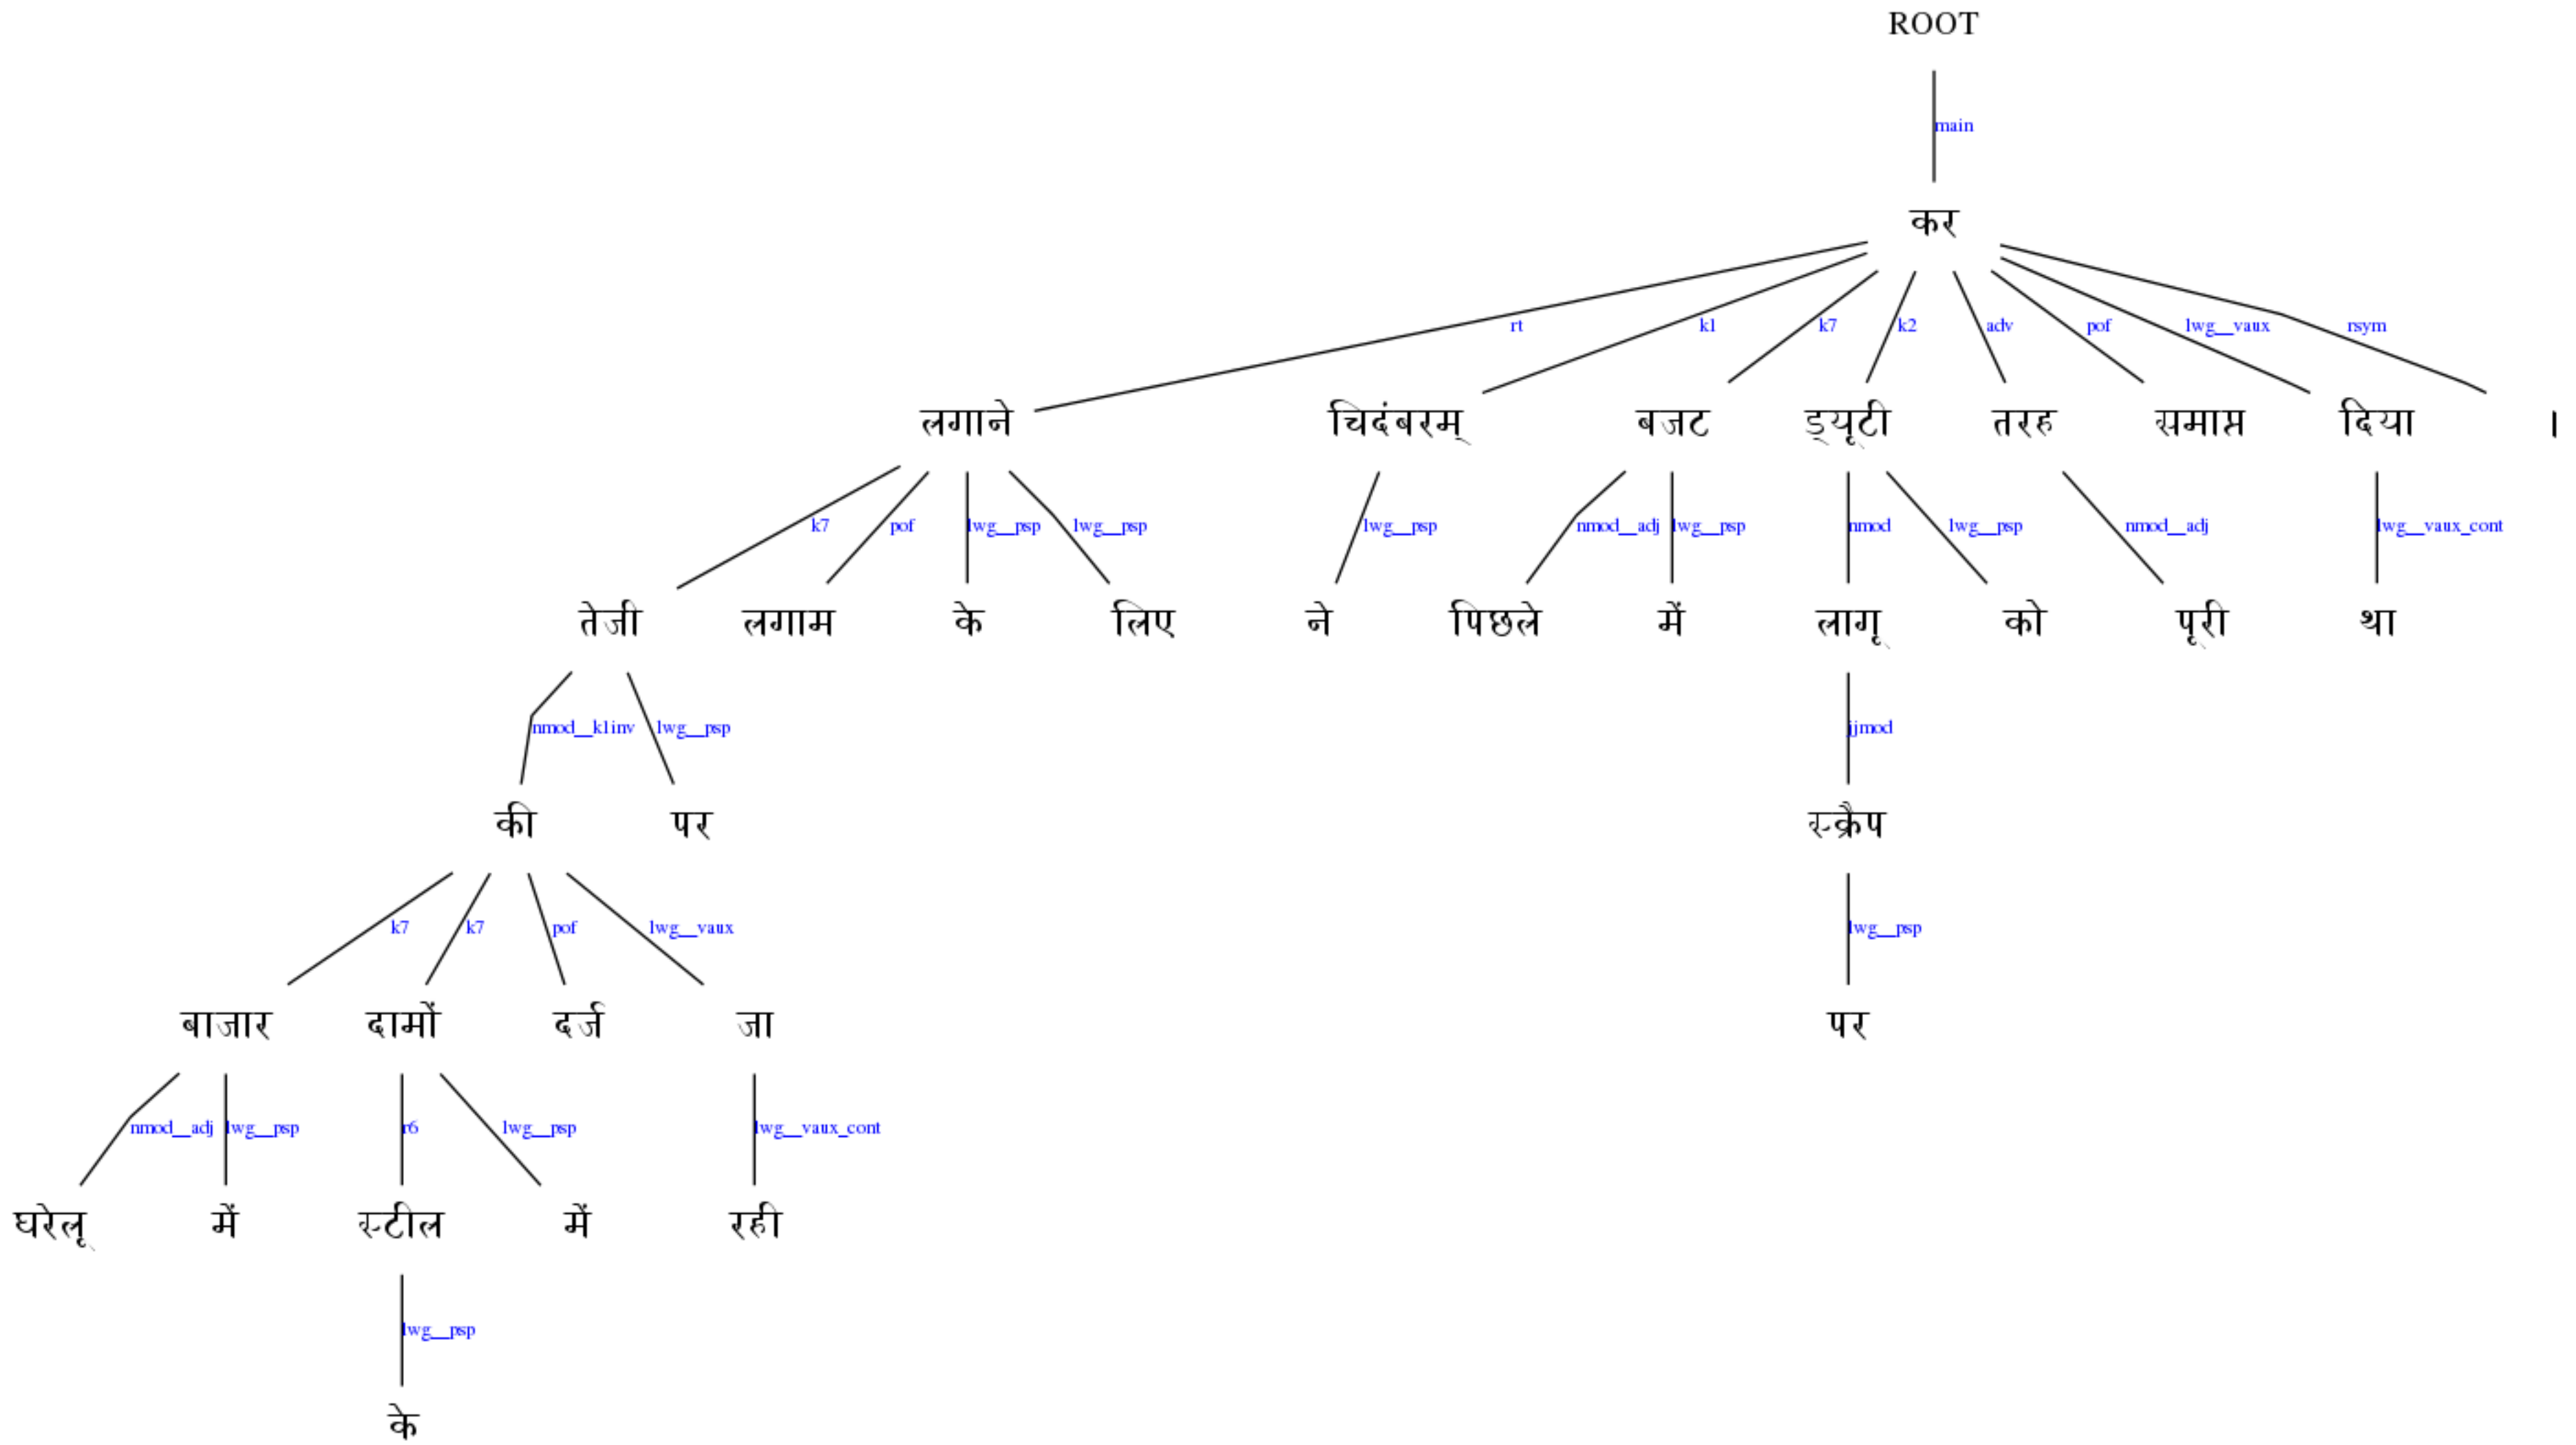 ROOT
main
कर
rt k1 k7 k2 adv pof lwg__vaux rsym
लगाने चिदंबरम् बजट ड्यूटी तरह समाप्त दिया ।
k7 pof lwg__psp lwg__psp lwg__psp nmod__adj lwg__psp nmod lwg__psp nmod__adj lwg__vaux_cont
तेजी लगाम के लिए ने पिछले में लागू को पूरी था
nmod__k1inv lwg__psp jjmod
की पर स्क्रैप
k7 k7 pof lwg__vaux lwg__psp
बाजार दामों दर्ज जा पर
nmod__adj lwg__psp r6 lwg__psp lwg__vaux_cont
घरेलू में स्टील में रही
lwg__psp
के